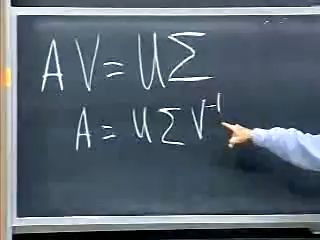 AV = UΣ
A = UΣV⁻¹